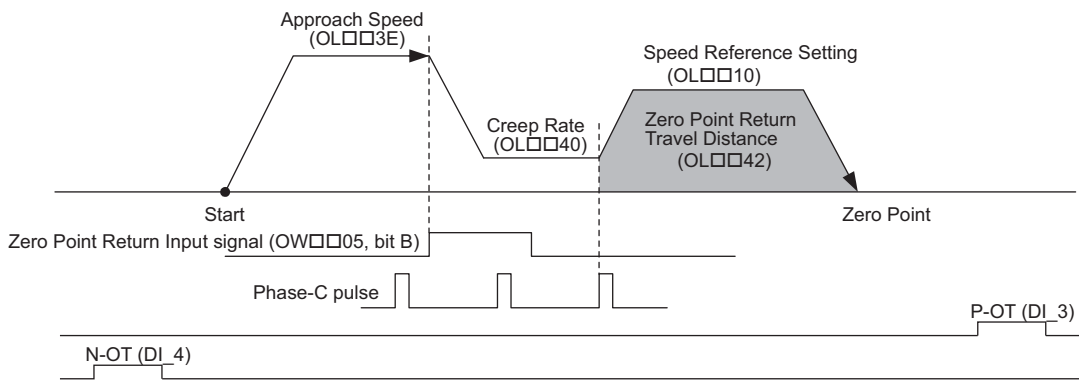 Approach Speed
(OL□□3E)
Speed Reference Setting
(OL□□10)
Creep Rate
(OL□□40)
Zero Point Return
Travel Distance
(OL□□42)
Start
Zero Point
Zero Point Return Input signal (OW□□05, bit B)
Phase-C pulse
P-OT (DI_3)
N-OT (DI_4)